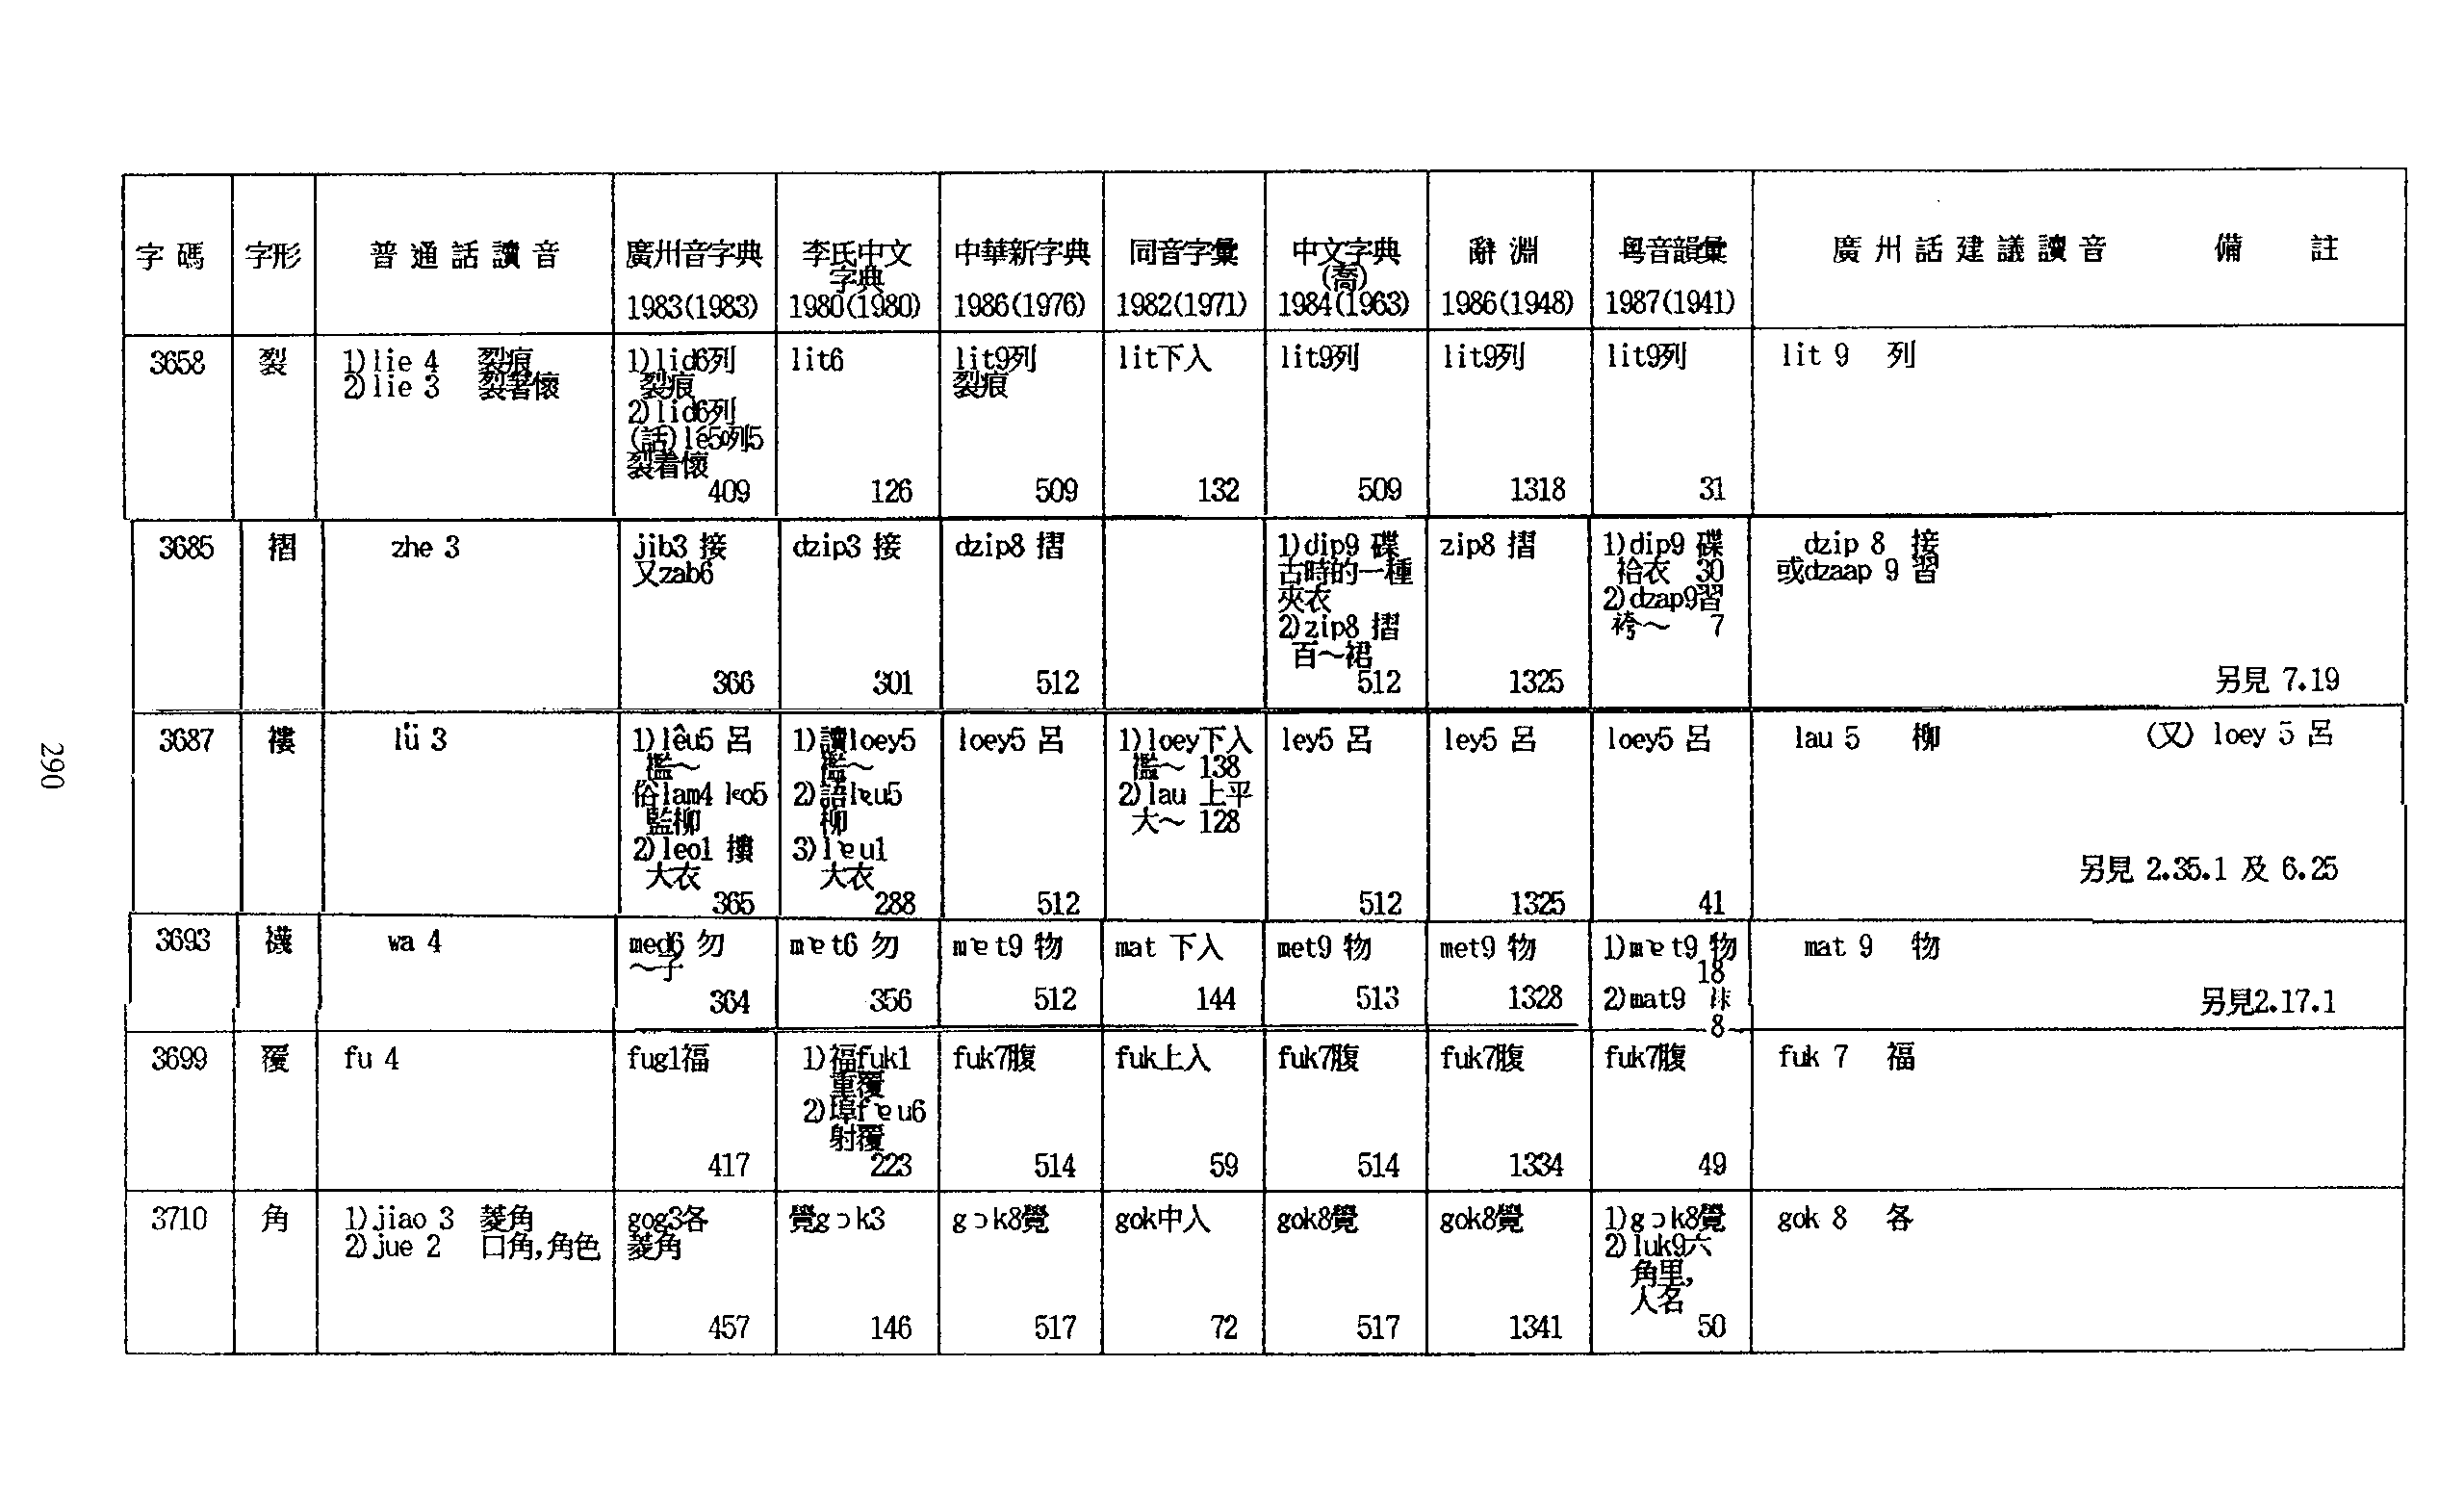 字碼 字形 普通話讀音 廣州音字典 李氏中文字典 中華新字典 同音字彙 中文字典(喬) 辭淵 粤音韻彙 廣州話建議讀音 備註
1983(1983) 1980(1980) 1986(1976) 1982(1971) 1984(1963) 1986(1948) 1987(1941)
3658
裂
1)lie 4 裂痕
2)lie 3 裂著懷
1)lid6列
裂痕
2)lid6列
(話)lé5咧5
裂着懷
409
lit6
126
lit9列
裂痕
509
lit下入
132
lit9列
509
lit9列
1318
lit9列
31
lit 9 列
3685
褶
zhe 3
jib3 接
又zab6
366
dzip3 接
301
dzip8 摺
512
1)dip9 碟
古時的一種
夾衣
2)zip8 摺
百～裙
512
zip8 摺
1325
1)dip9 碟
袷衣 30
2)dzap9習
袴～ 7
dzip 8 接
或dzaap 9 習
另見 7.19
3687
褸
lü 3
1)lêu5 呂
襤～
俗lam4 leo5
監柳
2)leo1 摟
大衣
365
1)讀loey5
襤～
2)語lɐu5
柳
3)lɐu1
大衣
288
loey5 呂
512
1)loey下入
襤～ 138
2)lau 上平
大～ 128
ley5 呂
512
ley5 呂
1325
loey5 呂
41
lau 5 柳
(又) loey 5 呂
另見 2.35.1 及 6.25
3693
襪
wa 4
med6 勿
～子
364
mɐt6 勿
356
mɐt9 物
512
mat 下入
144
met9 物
513
met9 物
1328
1)mɐt9 物
18
2)mat9
8
mat 9 物
另見2.17.1
3699
覆
fu 4
fug1福
417
1)福fuk1
重覆
2)埠fɐu6
射覆
223
fuk7腹
514
fuk上入
59
fuk7腹
514
fuk7腹
1334
fuk7腹
49
fuk 7 福
3710
角
1)jiao 3 菱角
2)jue 2 口角,角色
gog3各
菱角
457
覺gɔk3
146
gɔk8覺
517
gok中入
72
gok8覺
517
gok8覺
1341
1)gɔk8覺
2)luk9六
角里,
人名
50
gok 8 各
290